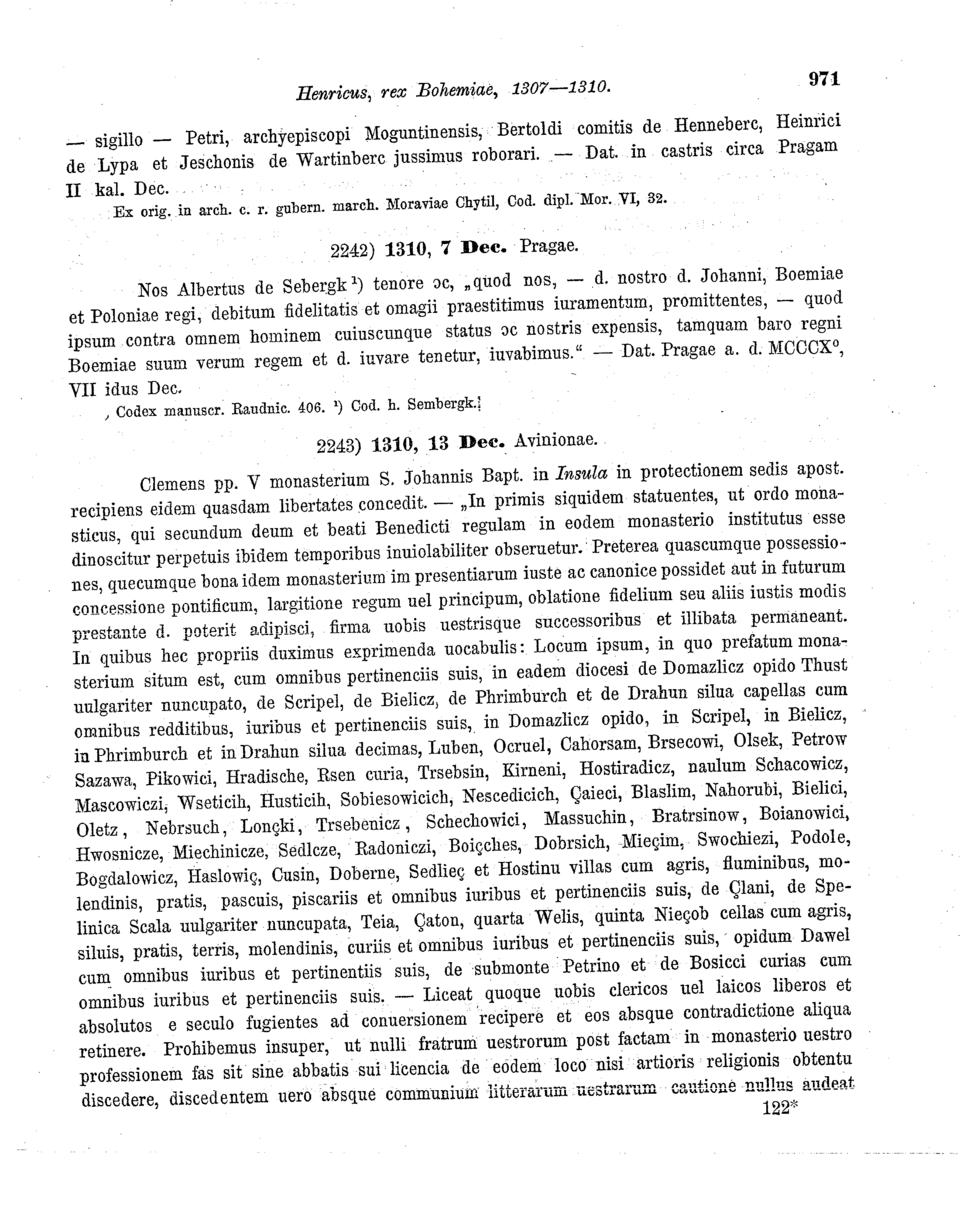 Henricus, rex Bohemiae, 1307—1310.
971
— sigillo — Petri, archyepiscopi Moguntinensis, Bertoldi comitis de Henneberc, Heinrici
de Lypa et Jeschonis de Wartinberc jussimus roborari. — Dat. in castris circa Pragam
II kal. Dec.
Ex orig. in arch. c. r. gubern. march. Moraviae Chytil, Cod. dipl. Mor. VI, 32.
2242) 1310, 7 Dec. Pragae.
Nos Albertus de Sebergk ¹) tenore ɔc, „quod nos, — d. nostro d. Johanni, Boemiae
et Poloniae regi, debitum fidelitatis et omagii praestitimus iuramentum, promittentes, — quod
ipsum contra omnem hominem cuiuscunque status ɔc nostris expensis, tamquam baro regni
Boemiae suum verum regem et d. iuvare tenetur, iuvabimus.“ — Dat. Pragae a. d. MCCCX⁰,
VII idus Dec.
Codex manuscr. Raudnic. 406. ¹) Cod. h. Sembergk.
2243) 1310, 13 Dec. Avinionae.
Clemens pp. V monasterium S. Johannis Bapt. in Insula in protectionem sedis apost.
recipiens eidem quasdam libertates concedit. — „In primis siquidem statuentes, ut ordo mona-
sticus, qui secundum deum et beati Benedicti regulam in eodem monasterio institutus esse
dinoscitur perpetuis ibidem temporibus inuiolabiliter obseruetur. Preterea quascumque possessio-
nes, quecumque bona idem monasterium im presentiarum iuste ac canonice possidet aut in futurum
concessione pontificum, largitione regum uel principum, oblatione fidelium seu aliis iustis modis
prestante d. poterit adipisci, firma uobis uestrisque successoribus et illibata permaneant.
In quibus hec propriis duximus exprimenda uocabulis: Locum ipsum, in quo prefatum mona-
sterium situm est, cum omnibus pertinenciis suis, in eadem diocesi de Domazlicz opido Thust
uulgariter nuncupato, de Scripel, de Bielicz, de Phrimburch et de Drahun silua capellas cum
omnibus redditibus, iuribus et pertinenciis suis, in Domazlicz opido, in Scripel, in Bielicz,
in Phrimburch et in Drahun silua decimas, Luben, Ocruel, Cahorsam, Brsecowi, Olsek, Petrow
Sazawa, Pikowici, Hradische, Rsen curia, Trsebsin, Kirneni, Hostiradicz, naulum Schacowicz,
Mascowiczi, Wseticih, Husticih, Sobiesowicich, Nescedicich, Çaieci, Blaslim, Nahorubi, Bielici,
Oletz, Nebrsuch, Lonçki, Trsebenicz, Schechowici, Massuchin, Bratrsinow, Boianowici,
Hwosnicze, Miechinicze, Sedlcze, Radoniczi, Boiçches, Dobrsich, Mieçim, Swochiezi, Podole,
Bogdalowicz, Haslowiç, Cusin, Doberne, Sedlieç et Hostinu villas cum agris, fluminibus, mo-
lendinis, pratis, pascuis, piscariis et omnibus iuribus et pertinenciis suis, de Çlani, de Spe-
linica Scala uulgariter nuncupata, Teia, Çaton, quarta Welis, quinta Nieçob cellas cum agris,
siluis, pratis, terris, molendinis, curiis et omnibus iuribus et pertinenciis suis, opidum Dawel
cum omnibus iuribus et pertinentiis suis, de submonte Petrino et de Bosicci curias cum
omnibus iuribus et pertinenciis suis. — Liceat quoque uobis clericos uel laicos liberos et
absolutos e seculo fugientes ad conuersionem recipere et eos absque contradictione aliqua
retinere. Prohibemus insuper, ut nulli fratrum uestrorum post factam in monasterio uestro
professionem fas sit sine abbatis sui licencia de eodem loco nisi artioris religionis obtentu
discedere, discedentem uero absque communium litterarum uestrarum cautione nullus audeat
122*